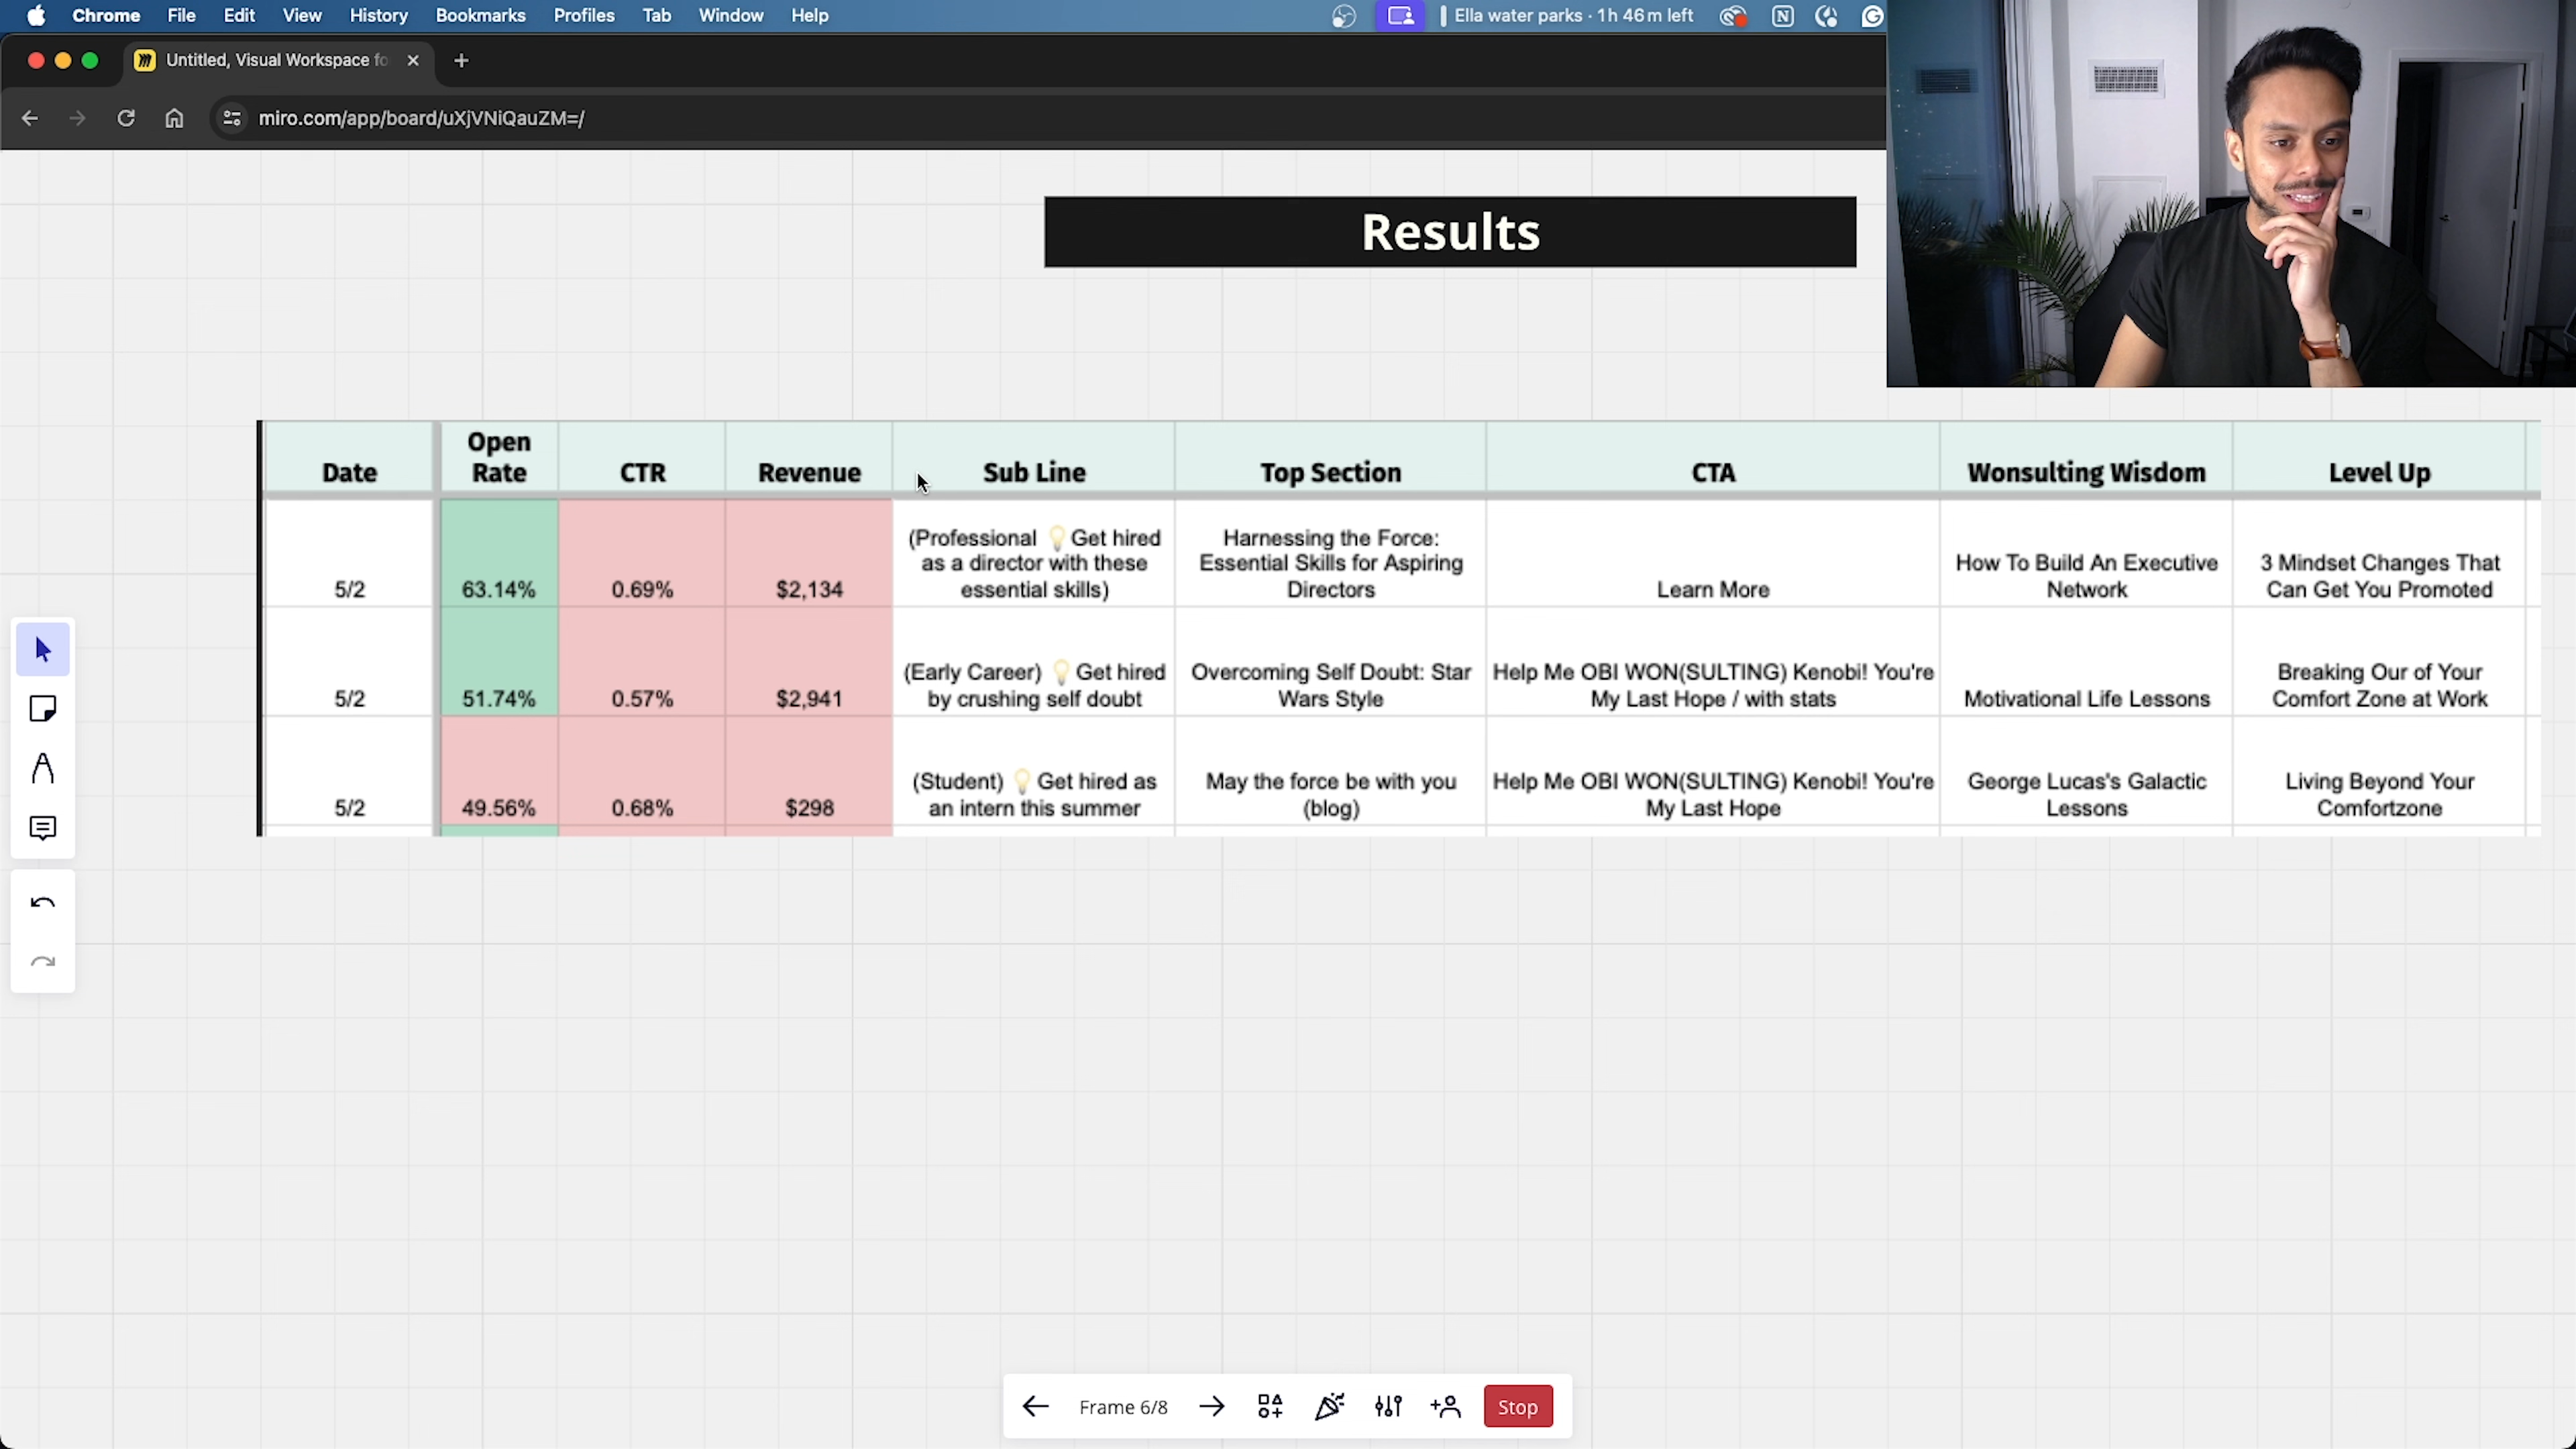 Chrome File Edit View History Bookmarks Profiles Tab Window Help
Ella water parks · 1h 46m left
Untitled, Visual Workspace fo
miro.com/app/board/uXjVNiQauZM=/
Results
Date
Open
Rate
CTR
Revenue
Sub Line
Top Section
CTA
Wonsulting Wisdom
Level Up
5/2
63.14%
0.69%
$2,134
(Professional 💡Get hired
as a director with these
essential skills)
Harnessing the Force:
Essential Skills for Aspiring
Directors
Learn More
How To Build An Executive
Network
3 Mindset Changes That
Can Get You Promoted
5/2
51.74%
0.57%
$2,941
(Early Career) 💡Get hired
by crushing self doubt
Overcoming Self Doubt: Star
Wars Style
Help Me OBI WON(SULTING) Kenobi! You're
My Last Hope / with stats
Motivational Life Lessons
Breaking Our of Your
Comfort Zone at Work
5/2
49.56%
0.68%
$298
(Student) 💡Get hired as
an intern this summer
May the force be with you
(blog)
Help Me OBI WON(SULTING) Kenobi! You're
My Last Hope
George Lucas's Galactic
Lessons
Living Beyond Your
Comfortzone
Frame 6/8
Stop